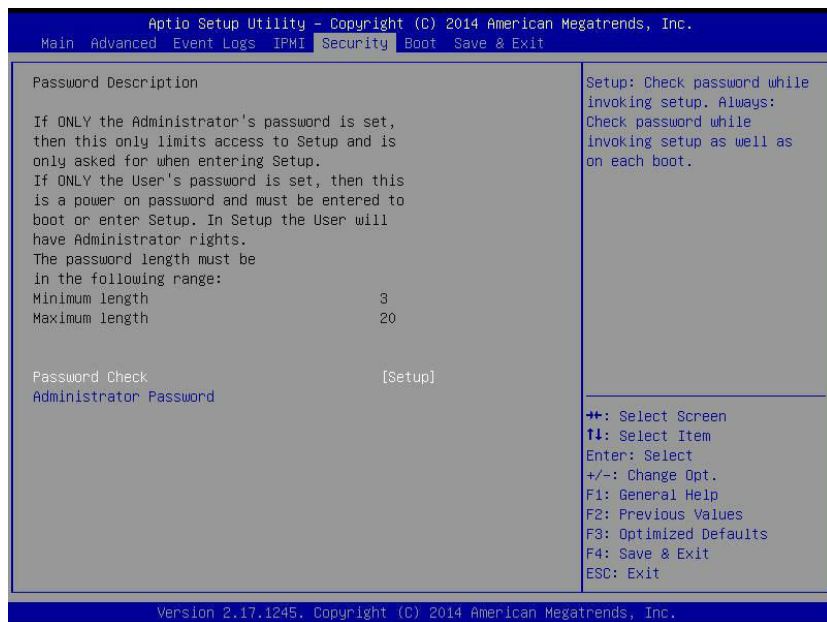 Aptio Setup Utility – Copyright (C) 2014 American Megatrends, Inc.
Main Advanced Event Logs IPMI Security Boot Save & Exit
Password Description
If ONLY the Administrator's password is set,
then this only limits access to Setup and is
only asked for when entering Setup.
If ONLY the User's password is set, then this
is a power on password and must be entered to
boot or enter Setup. In Setup the User will
have Administrator rights.
The password length must be
in the following range:
Minimum length 3
Maximum length 20
Password Check [Setup]
Administrator Password
Setup: Check password while
invoking setup. Always:
Check password while
invoking setup as well as
on each boot.
→←: Select Screen
↑↓: Select Item
Enter: Select
+/-: Change Opt.
F1: General Help
F2: Previous Values
F3: Optimized Defaults
F4: Save & Exit
ESC: Exit
Version 2.17.1245. Copyright (C) 2014 American Megatrends, Inc.